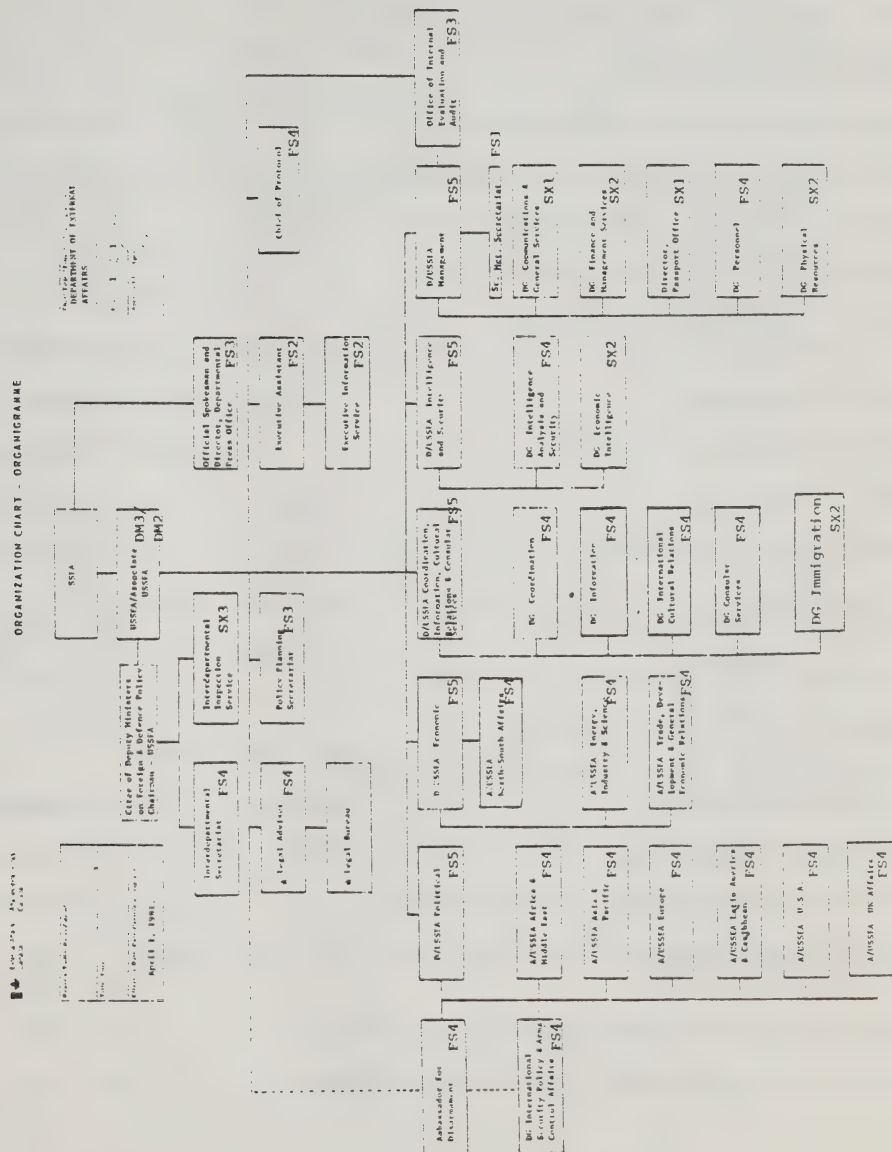 ORGANIZATION CHART - ORGANIGRAMME
DEPARTMENT OF EXTERNAL
AFFAIRS
April 1, 1981.
SSEA
USSEA/Associate
USSEA
DM3/
DM2
of Deputy Ministers
on Foreign & Defence Policy
Chairman USSEA
Interdepartmental
Secretariat
FS4
Interdepartmental
Inspection
Service
SX3
Official Spokesman and
Director, Departmental
Press Office
FS3
Legal Adviser
FS4
Policy Planning
Secretariat
FS3
Executive Assistant
FS2
Chief of Protocol
FS4
Legal Bureau
Executive Information
Service
FS2
Ambassador for
Disarmament
FS4
D/USSEA Political
FS5
D/USSEA Economic
FS5
D/USSEA Coordination,
Information, Cultural
Relations & Consular
Services
FS5
D/USSEA Intelligence
and Security
FS5
D/USSEA
Management
FS5
Office of Internal
Evaluation and
Audit
FS3
A/USSEA
North-South Affairs
FS4
Secretariat
FS1
DG International
Security Policy & Arms
Control Affairs
FS4
A/USSEA Africa &
Middle East
FS4
A/USSEA Asia &
Pacific
FS4
A/USSEA Europe
FS4
A/USSEA Latin America
& Caribbean
FS4
A/USSEA U.S.A.
FS4
A/USSEA UK Affairs
FS4
A/USSEA Energy,
Industry & Science
FS4
A/USSEA Trade, Deve-
lopment & General
Economic Relations
FS4
DG Coordination
FS4
DG Information
FS4
DG International
Cultural Relations
FS4
DG Consular
Services
FS4
DG Immigration
SX2
DG Intelligence
Analysis and
Security
FS4
DG Economic
Intelligence
SX2
DG Communications &
General Services
SX1
DG Finance and
Management Services
SX2
Director,
Passport Office
SX1
DG Personnel
FS4
DG Physical
Resources
SX2